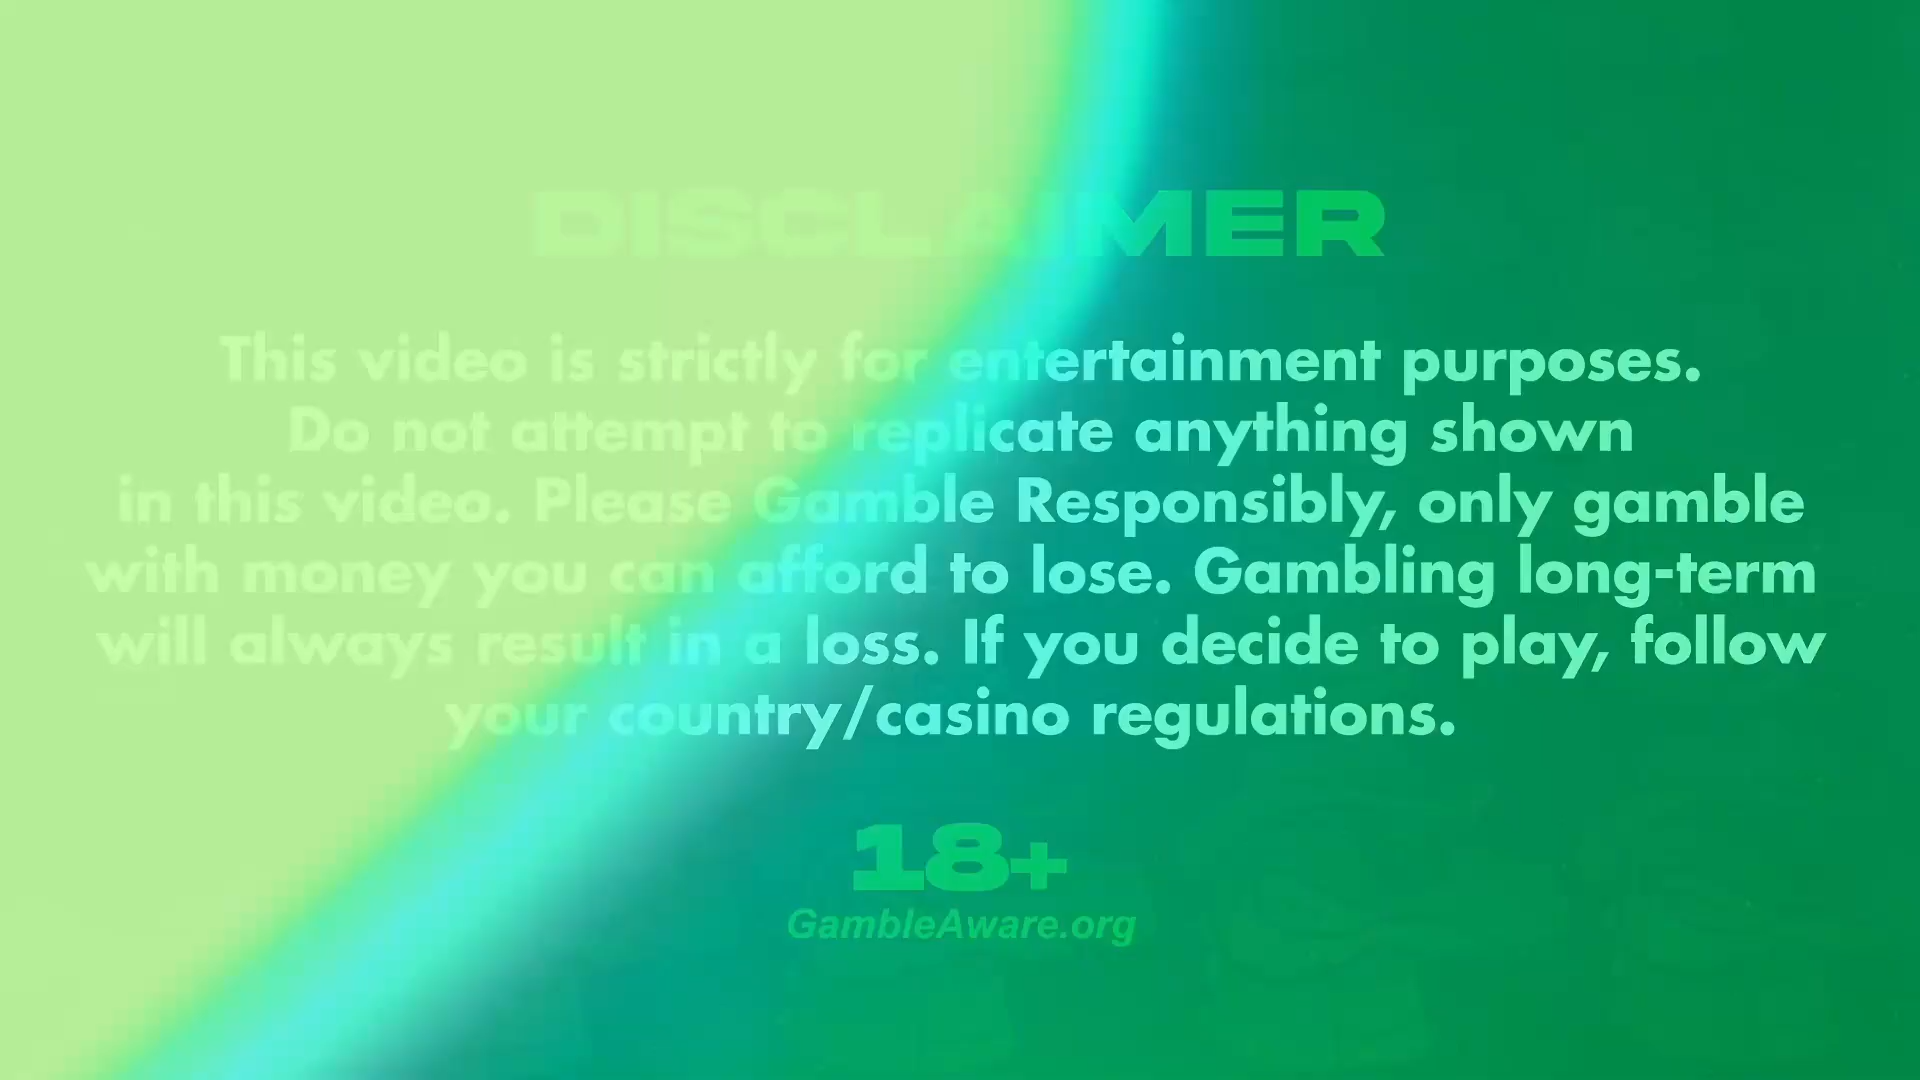 DISCLAIMER
This video is strictly for entertainment purposes.
Do not attempt to replicate anything shown
in this video. Please Gamble Responsibly, only gamble
with money you can afford to lose. Gambling long-term
will always result in a loss. If you decide to play, follow
your country/casino regulations.
18+
GambleAware.org